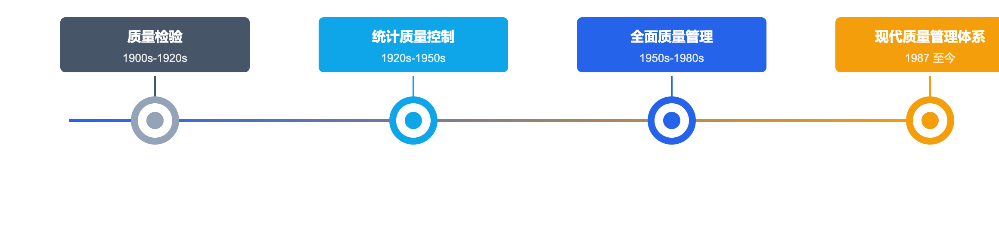 质量检验
1900s-1920s
统计质量控制
1920s-1950s
全面质量管理
1950s-1980s
现代质量管理体系
1987 至今